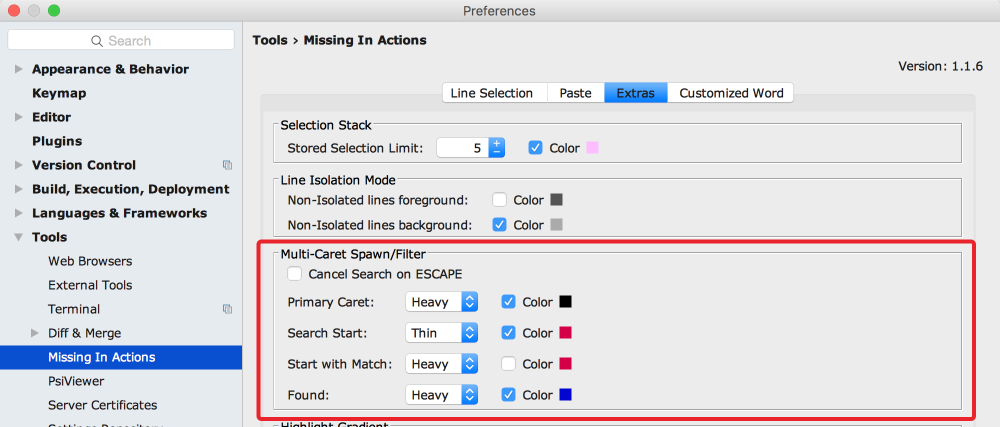 Preferences
Search
Tools › Missing In Actions
Version: 1.1.6
Appearance & Behavior
Keymap
Editor
Plugins
Version Control
Build, Execution, Deployment
Languages & Frameworks
Tools
Web Browsers
External Tools
Terminal
Diff & Merge
Missing In Actions
PsiViewer
Server Certificates
Settings Repository
Line Selection Paste Extras Customized Word
Selection Stack
Stored Selection Limit: 5 Color
Line Isolation Mode
Non-Isolated lines foreground: Color
Non-Isolated lines background: Color
Multi-Caret Spawn/Filter
Cancel Search on ESCAPE
Primary Caret: Heavy Color
Search Start: Thin Color
Start with Match: Heavy Color
Found: Heavy Color
Highlight Gradient